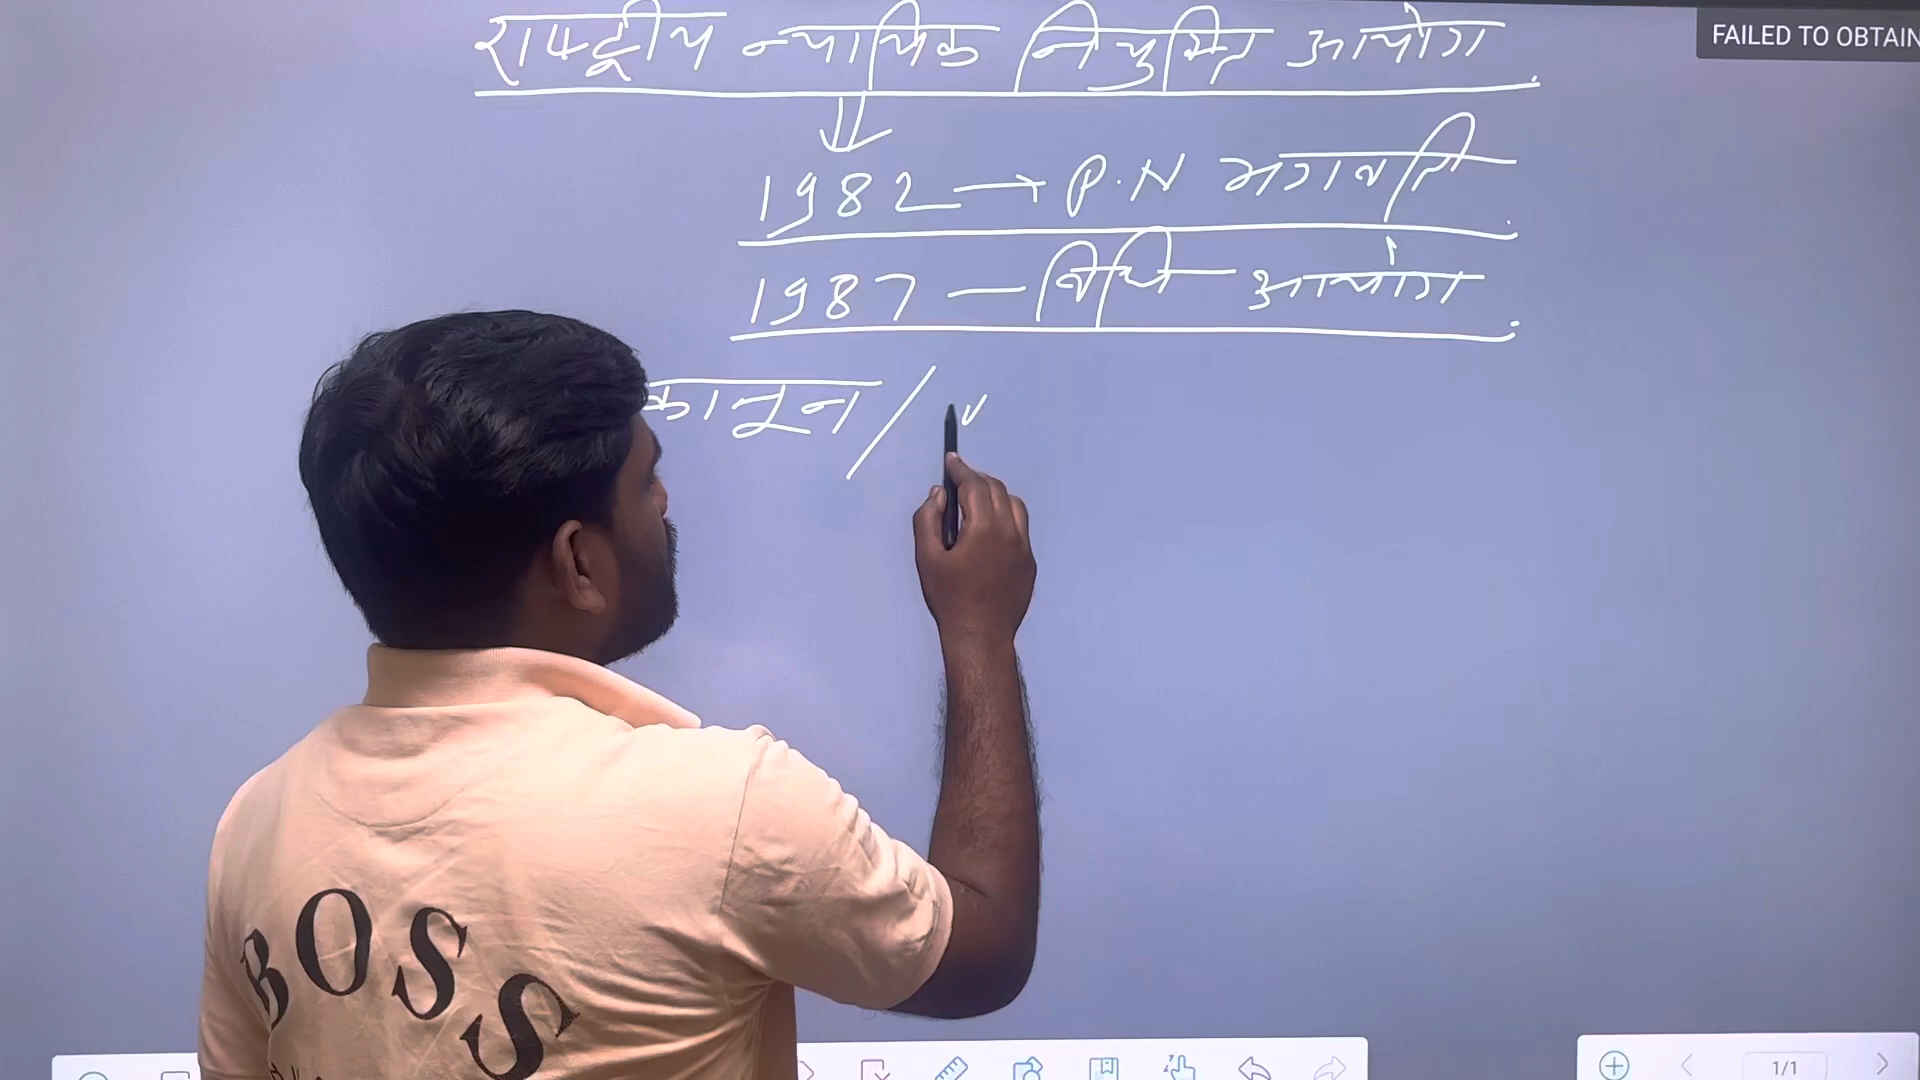 राष्ट्रीय न्यायिक नियुक्ति आयोग
FAILED TO OBTAIN
1982 → P.N भगवति
1987 — विधि आयोग
कानून /
BOSS
1/1